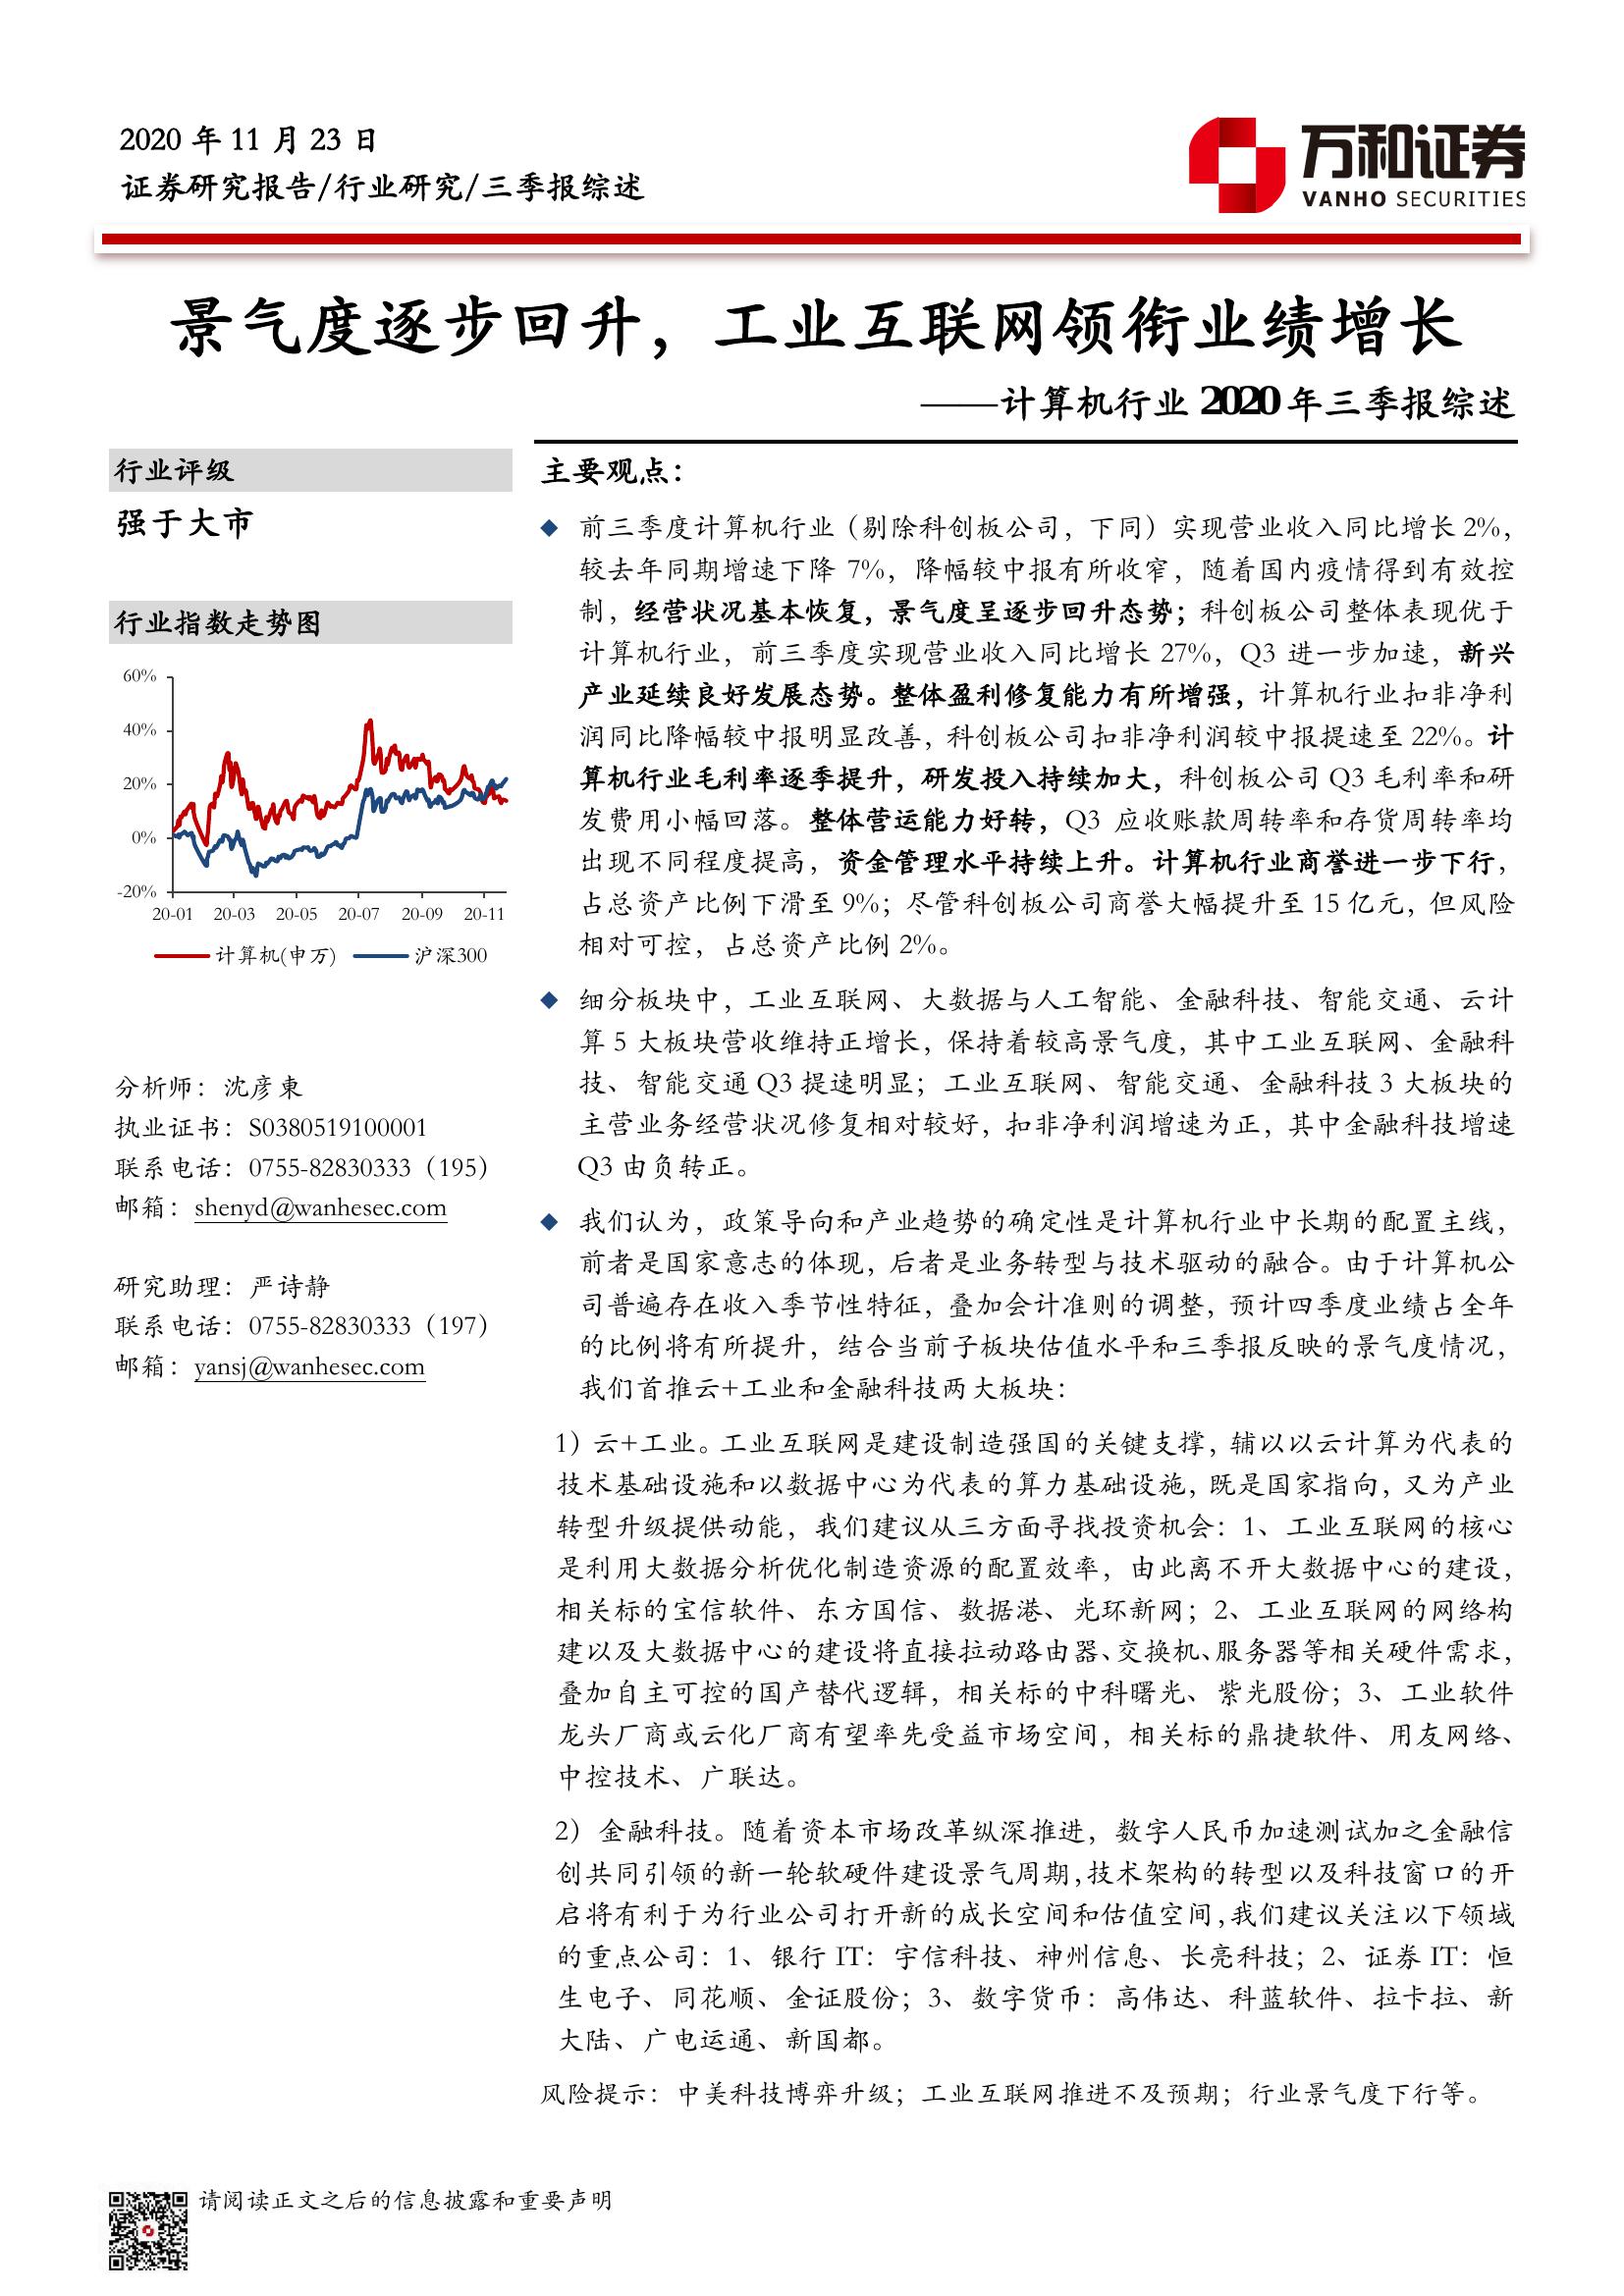 2020 年 11 月 23 日
证券研究报告/行业研究/三季报综述
万和证券
VANHO SECURITIES
景气度逐步回升，工业互联网领衔业绩增长
——计算机行业 2020 年三季报综述
行业评级
强于大市
行业指数走势图
60%
40%
20%
0%
-20%
20-01 20-03 20-05 20-07 20-09 20-11
计算机(申万) 沪深300
分析师：沈彦東
执业证书：S0380519100001
联系电话：0755-82830333（195）
邮箱：shenyd@wanhesec.com
研究助理：严诗静
联系电话：0755-82830333（197）
邮箱：yansj@wanhesec.com
主要观点：
◆ 前三季度计算机行业（剔除科创板公司，下同）实现营业收入同比增长 2%，
较去年同期增速下降 7%，降幅较中报有所收窄，随着国内疫情得到有效控
制，经营状况基本恢复，景气度呈逐步回升态势；科创板公司整体表现优于
计算机行业，前三季度实现营业收入同比增长 27%，Q3 进一步加速，新兴
产业延续良好发展态势。整体盈利修复能力有所增强，计算机行业扣非净利
润同比降幅较中报明显改善，科创板公司扣非净利润较中报提速至 22%。计
算机行业毛利率逐季提升，研发投入持续加大，科创板公司 Q3 毛利率和研
发费用小幅回落。整体营运能力好转，Q3 应收账款周转率和存货周转率均
出现不同程度提高，资金管理水平持续上升。计算机行业商誉进一步下行，
占总资产比例下滑至 9%；尽管科创板公司商誉大幅提升至 15 亿元，但风险
相对可控，占总资产比例 2%。
◆ 细分板块中，工业互联网、大数据与人工智能、金融科技、智能交通、云计
算 5 大板块营收维持正增长，保持着较高景气度，其中工业互联网、金融科
技、智能交通 Q3 提速明显；工业互联网、智能交通、金融科技 3 大板块的
主营业务经营状况修复相对较好，扣非净利润增速为正，其中金融科技增速
Q3 由负转正。
◆ 我们认为，政策导向和产业趋势的确定性是计算机行业中长期的配置主线，
前者是国家意志的体现，后者是业务转型与技术驱动的融合。由于计算机公
司普遍存在收入季节性特征，叠加会计准则的调整，预计四季度业绩占全年
的比例将有所提升，结合当前子板块估值水平和三季报反映的景气度情况，
我们首推云+工业和金融科技两大板块：
1）云+工业。工业互联网是建设制造强国的关键支撑，辅以以云计算为代表的
技术基础设施和以数据中心为代表的算力基础设施，既是国家指向，又为产业
转型升级提供动能，我们建议从三方面寻找投资机会：1、工业互联网的核心
是利用大数据分析优化制造资源的配置效率，由此离不开大数据中心的建设，
相关标的宝信软件、东方国信、数据港、光环新网；2、工业互联网的网络构
建以及大数据中心的建设将直接拉动路由器、交换机、服务器等相关硬件需求，
叠加自主可控的国产替代逻辑，相关标的中科曙光、紫光股份；3、工业软件
龙头厂商或云化厂商有望率先受益市场空间，相关标的鼎捷软件、用友网络、
中控技术、广联达。
2）金融科技。随着资本市场改革纵深推进，数字人民币加速测试加之金融信
创共同引领的新一轮软硬件建设景气周期，技术架构的转型以及科技窗口的开
启将有利于为行业公司打开新的成长空间和估值空间，我们建议关注以下领域
的重点公司：1、银行 IT：宇信科技、神州信息、长亮科技；2、证券 IT：恒
生电子、同花顺、金证股份；3、数字货币：高伟达、科蓝软件、拉卡拉、新
大陆、广电运通、新国都。
风险提示：中美科技博弈升级；工业互联网推进不及预期；行业景气度下行等。
请阅读正文之后的信息披露和重要声明